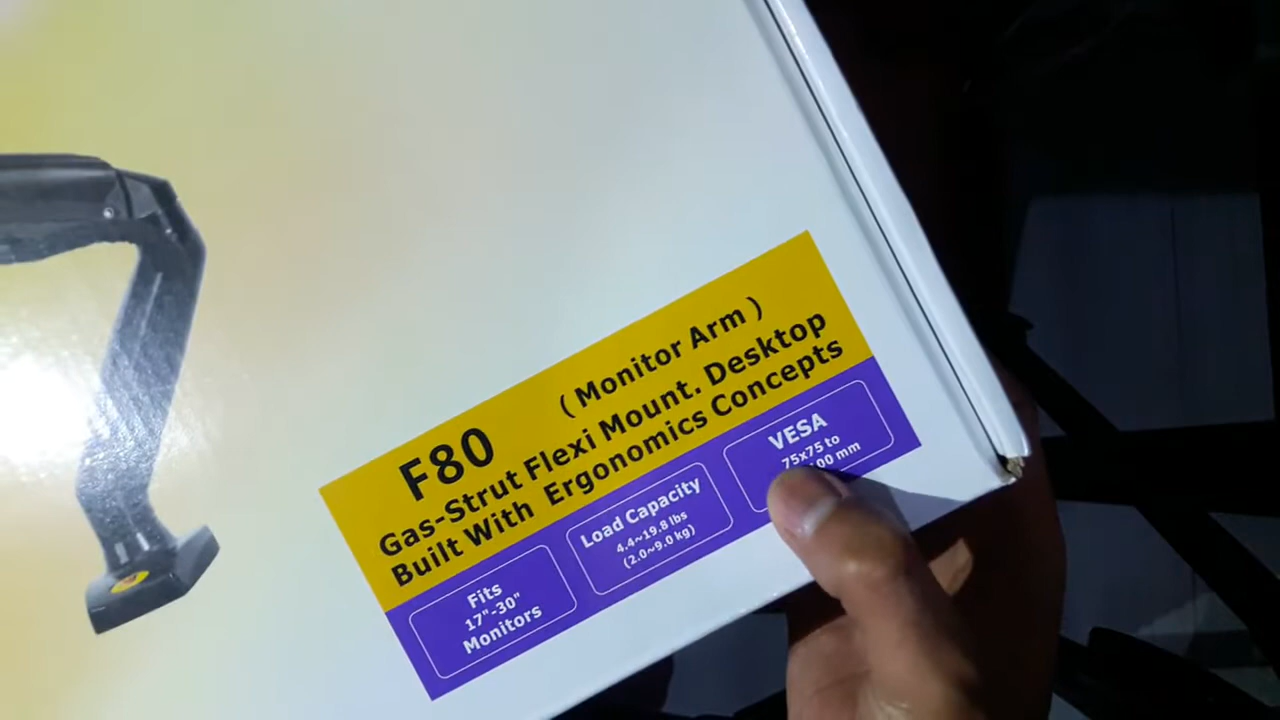 F80 (Monitor Arm)
Gas-Strut Flexi Mount. Desktop
Built With Ergonomics Concepts
Fits
17"-30"
Monitors
Load Capacity
4.4~19.8 lbs
(2.0~9.0 kg)
VESA
75x75 to
00 mm